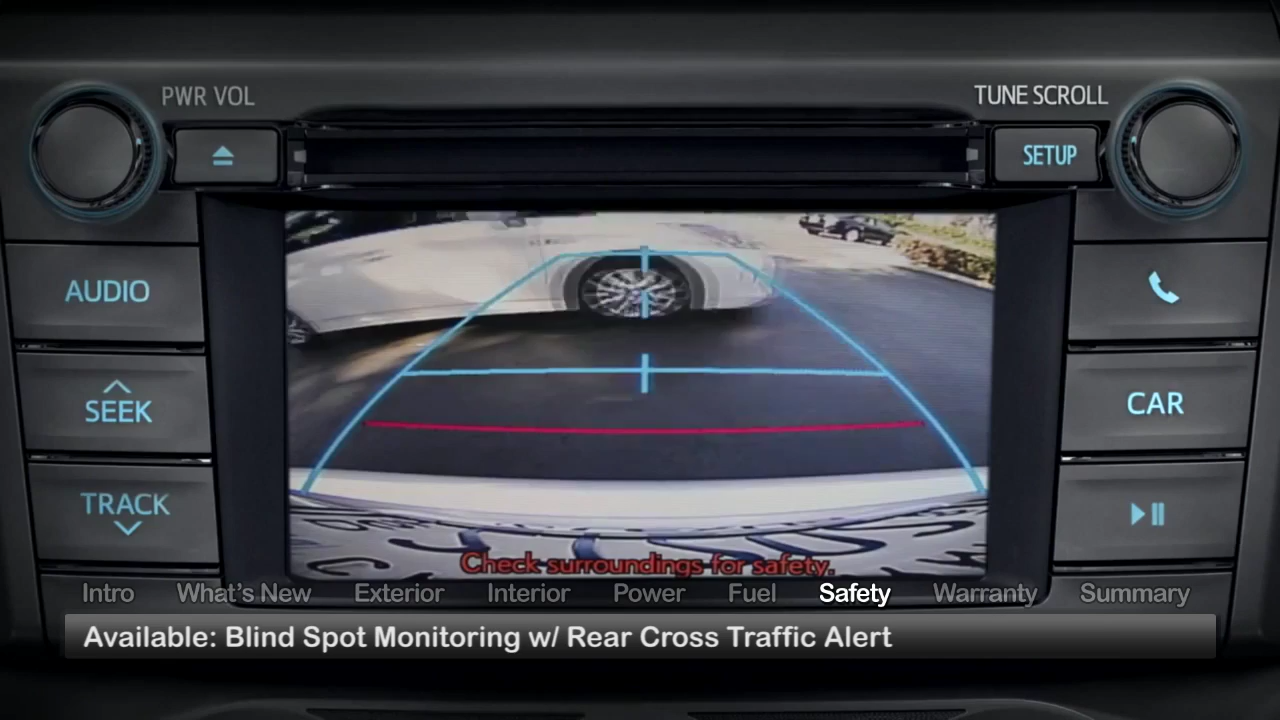 PWR VOL
TUNE SCROLL
SETUP
AUDIO
SEEK
CAR
TRACK
Check surroundings for safety.
Intro What's New Exterior Interior Power Fuel Safety Warranty Summary
Available: Blind Spot Monitoring w/ Rear Cross Traffic Alert